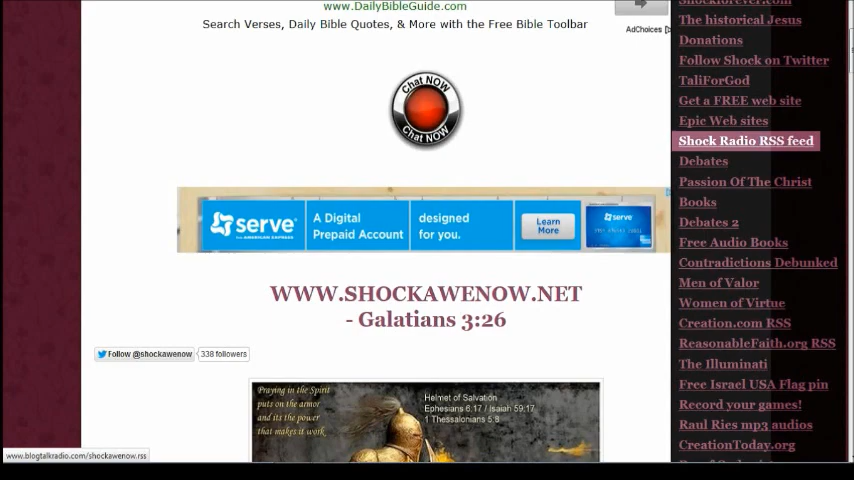 www.DailyBibleGuide.com
Search Verses, Daily Bible Quotes, & More with the Free Bible Toolbar
AdChoices
Chat NOW
Chat NOW
serve
A Digital
Prepaid Account
designed
for you.
Learn
More
serve
WWW.SHOCKAWENOW.NET
- Galatians 3:26
Follow @shockawenow
338 followers
Praying in the Spirit
puts on the armor
and its the power
that makes it work
Helmet of Salvation
Ephesians 6:17 / Isaiah 59:17
1 Thessalonians 5:8
www.blogtalkradio.com/shockawenow.rss
Shockforever.com
The historical Jesus
Donations
Follow Shock on Twitter
TaliForGod
Get a FREE web site
Epic Web sites
Shock Radio RSS feed
Debates
Passion Of The Christ
Books
Debates 2
Free Audio Books
Contradictions Debunked
Men of Valor
Women of Virtue
Creation.com RSS
ReasonableFaith.org RSS
The Illuminati
Free Israel USA Flag pin
Record your games!
Raul Ries mp3 audios
CreationToday.org